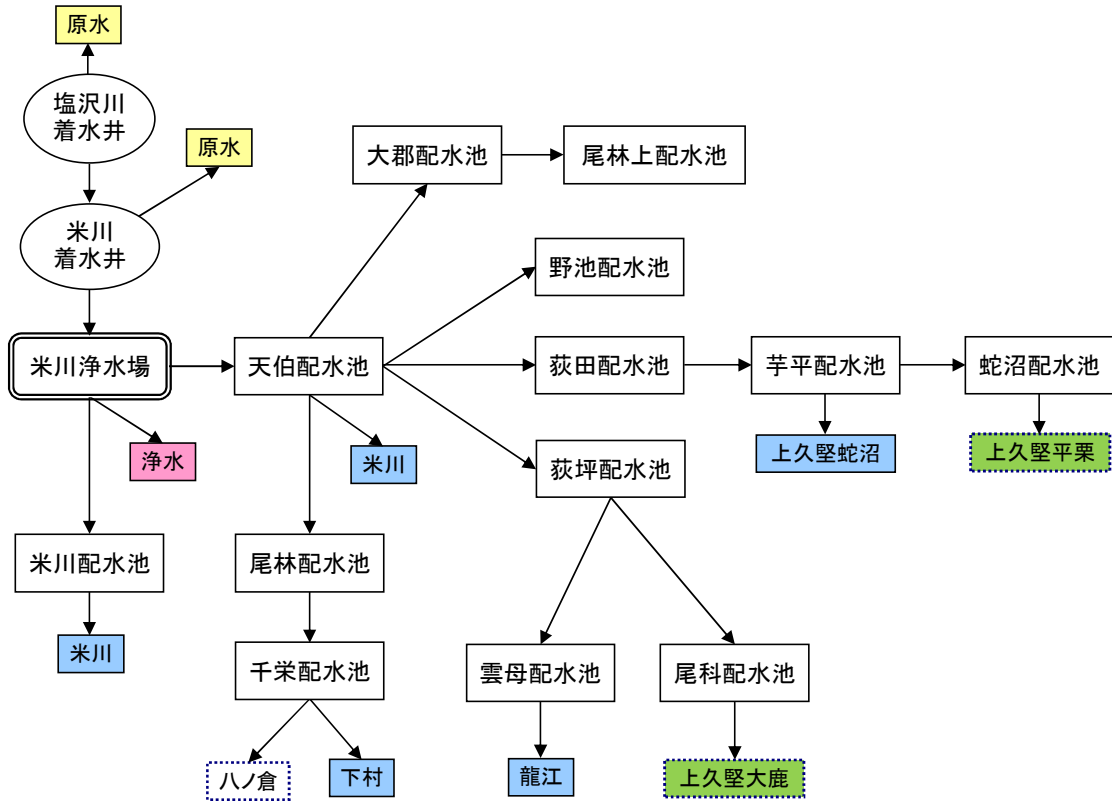 原水
塩沢川
着水井
原水
大郡配水池
尾林上配水池
米川
着水井
野池配水池
米川浄水場
天伯配水池
荻田配水池
芋平配水池
蛇沼配水池
浄水
米川
荻坪配水池
上久堅蛇沼
上久堅平栗
米川配水池
尾林配水池
米川
千栄配水池
雲母配水池
尾科配水池
八ノ倉
下村
龍江
上久堅大鹿